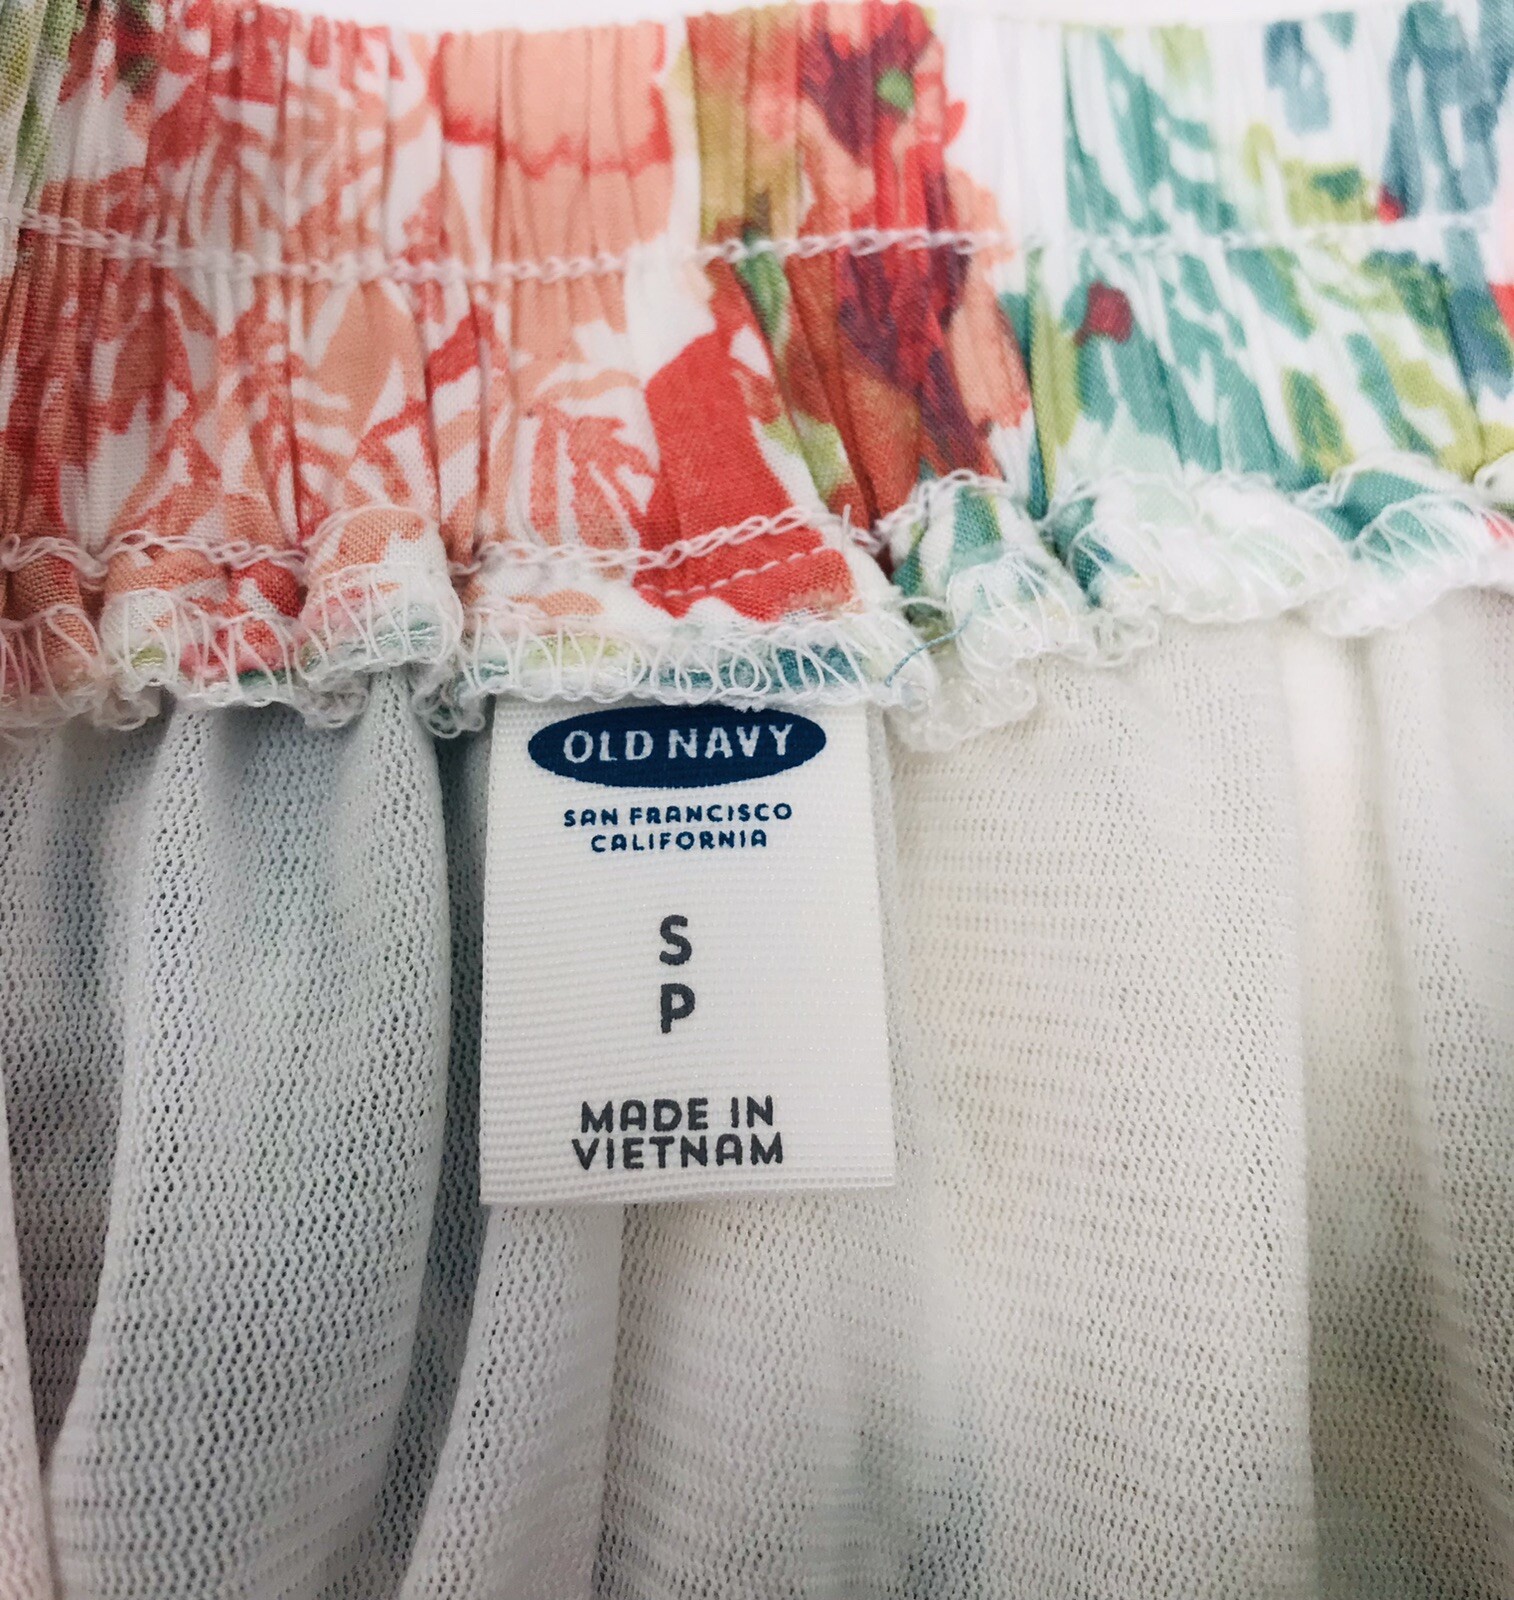 OLD NAVY
SAN FRANCISCO
CALIFORNIA
S
P
MADE IN
VIETNAM